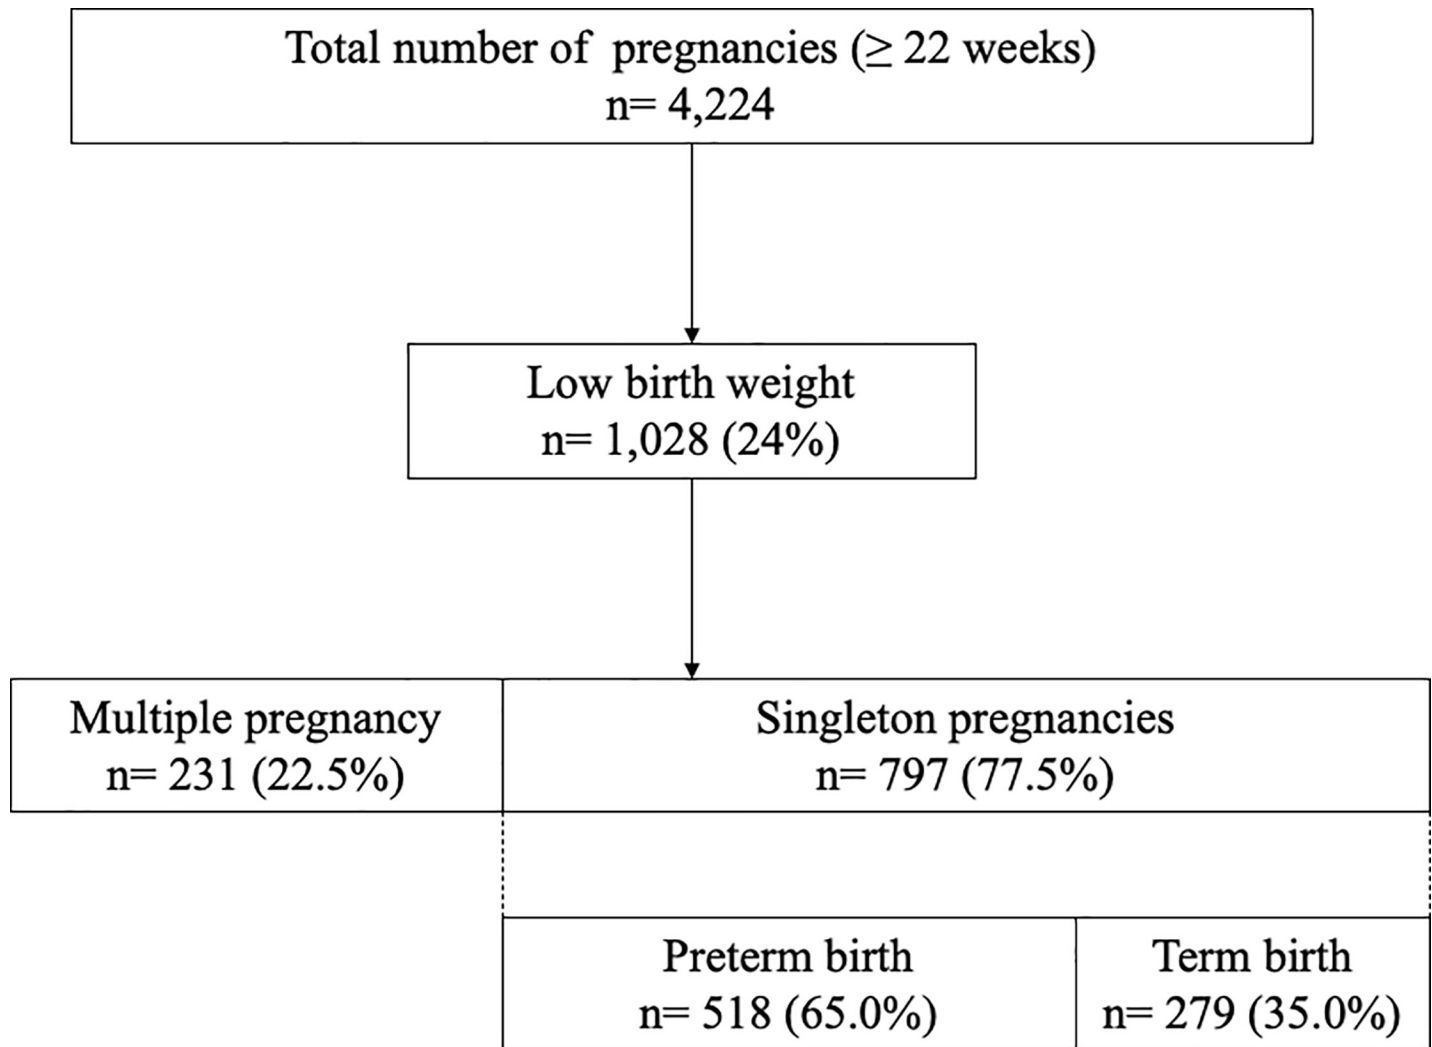 Total number of pregnancies (≥ 22 weeks)
n= 4,224
Low birth weight
n= 1,028 (24%)
Multiple pregnancy
n= 231 (22.5%)
Singleton pregnancies
n= 797 (77.5%)
Preterm birth
n= 518 (65.0%)
Term birth
n= 279 (35.0%)